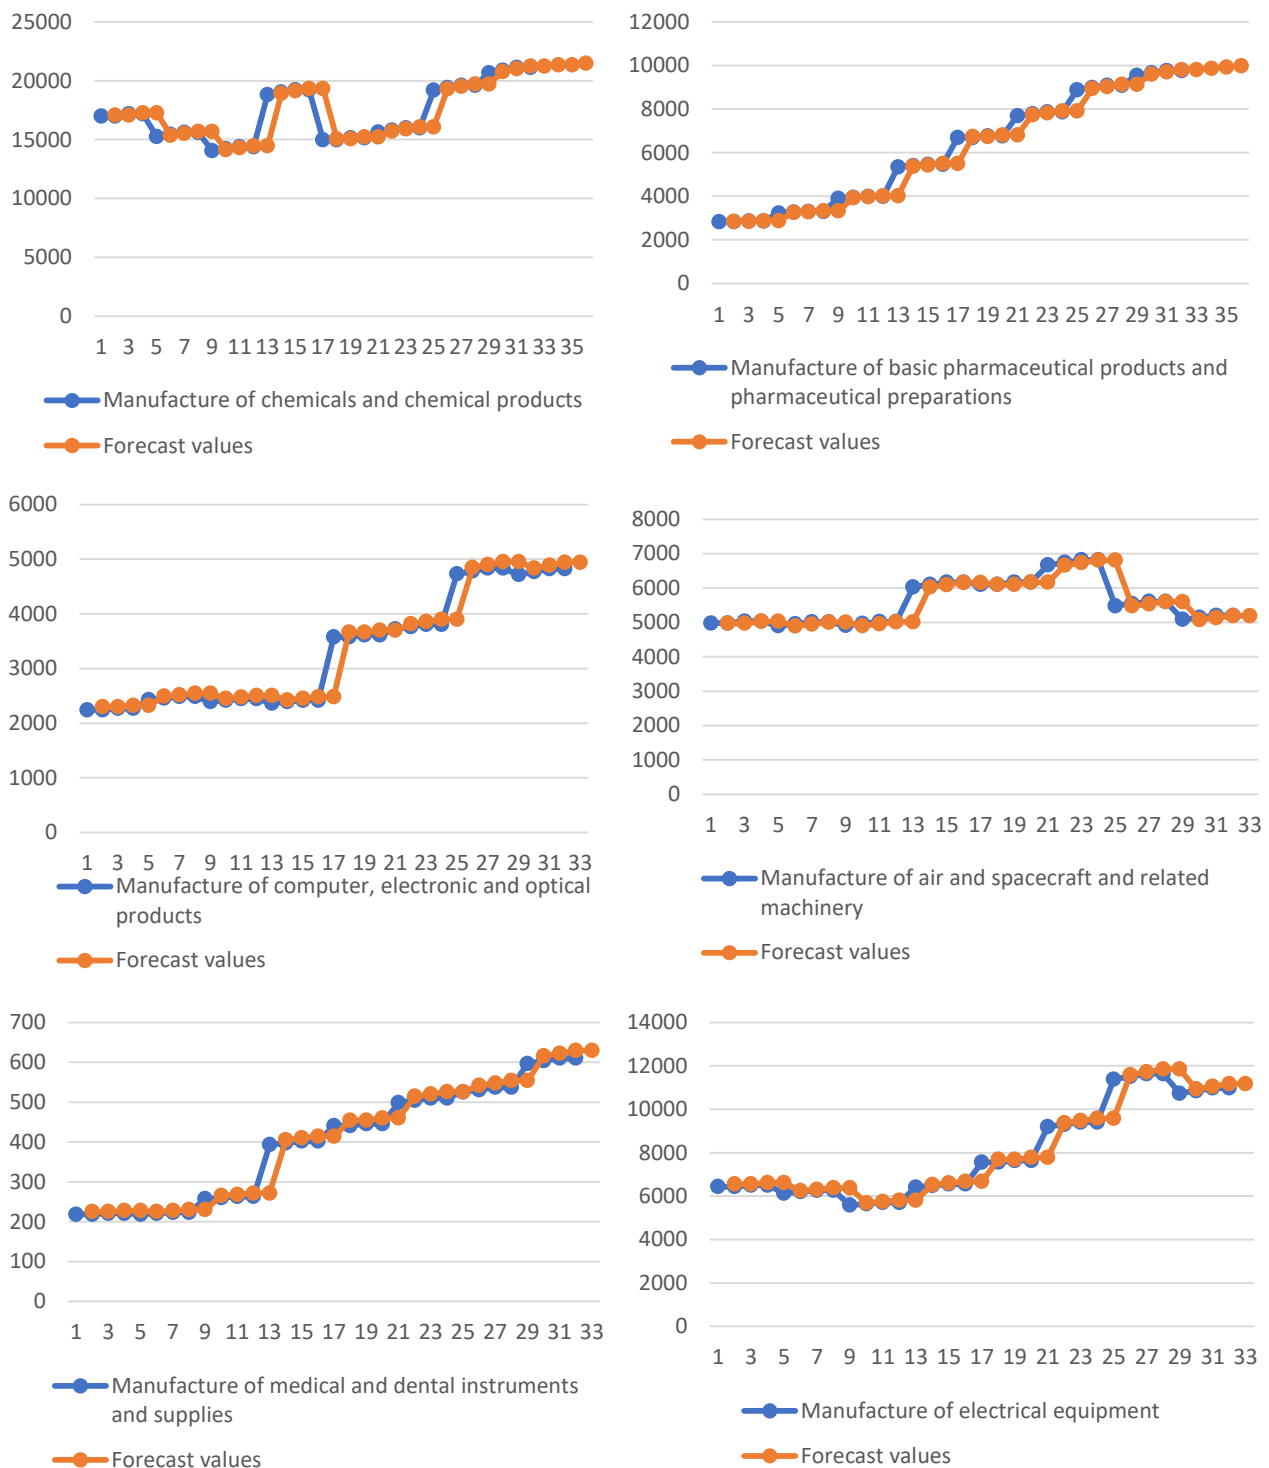 25000
20000
15000
10000
5000
0
1 3 5 7 9 11 13 15 17 19 21 23 25 27 29 31 33 35
Manufacture of chemicals and chemical products
Forecast values
12000
10000
8000
6000
4000
2000
0
1 3 5 7 9 11 13 15 17 19 21 23 25 27 29 31 33 35
Manufacture of basic pharmaceutical products and
pharmaceutical preparations
Forecast values
6000
5000
4000
3000
2000
1000
0
1 3 5 7 9 11 13 15 17 19 21 23 25 27 29 31 33
Manufacture of computer, electronic and optical
products
Forecast values
8000
7000
6000
5000
4000
3000
2000
1000
0
1 3 5 7 9 11 13 15 17 19 21 23 25 27 29 31 33
Manufacture of air and spacecraft and related
machinery
Forecast values
700
600
500
400
300
200
100
0
1 3 5 7 9 11 13 15 17 19 21 23 25 27 29 31 33
Manufacture of medical and dental instruments
and supplies
Forecast values
14000
12000
10000
8000
6000
4000
2000
0
1 3 5 7 9 11 13 15 17 19 21 23 25 27 29 31 33
Manufacture of electrical equipment
Forecast values